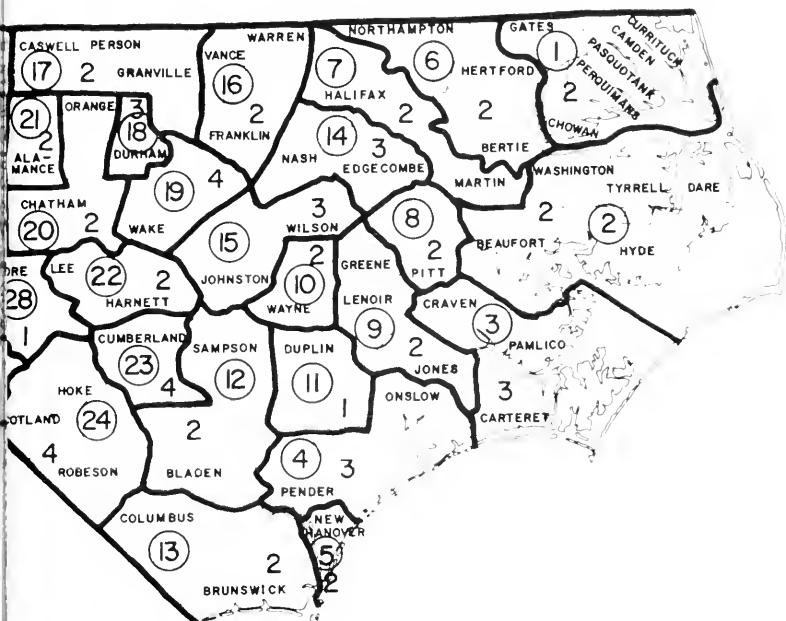 CASWELL PERSON
17
2
GRANVILLE
WARREN
VANCE
16
2
FRANKLIN
NORTHAMPTON
6
HERTFORD
2
BERTIE
7
HALIFAX
2
MARTIN
GATES
1
CURRITUCK
CAMDEN
PASQUOTANK
PERQUIMANS
2
CHOWAN
21
2
ALA-
MANCE
ORANGE
3
18
DURHAM
14
NASH
3
EDGECOMBE
19
4
WAKE
CHATHAM
20
2
15
3
WILSON
JOHNSTON
8
2
PITT
WASHINGTON
TYRRELL DARE
2
2
BEAUFORT
HYDE
28
1
LEE
22
2
HARNETT
2
10
WAYNE
GREENE
LENOIR
9
2
JONES
CRAVEN
3
PAMLICO
3
CARTERET
CUMBERLAND
23
4
SAMPSON
12
2
BLADEN
DUPLIN
11
1
ONSLOW
4
3
PENDER
HOKE
24
4
ROBESON
COLUMBUS
13
2
BRUNSWICK
NEW
HANOVER
5
2